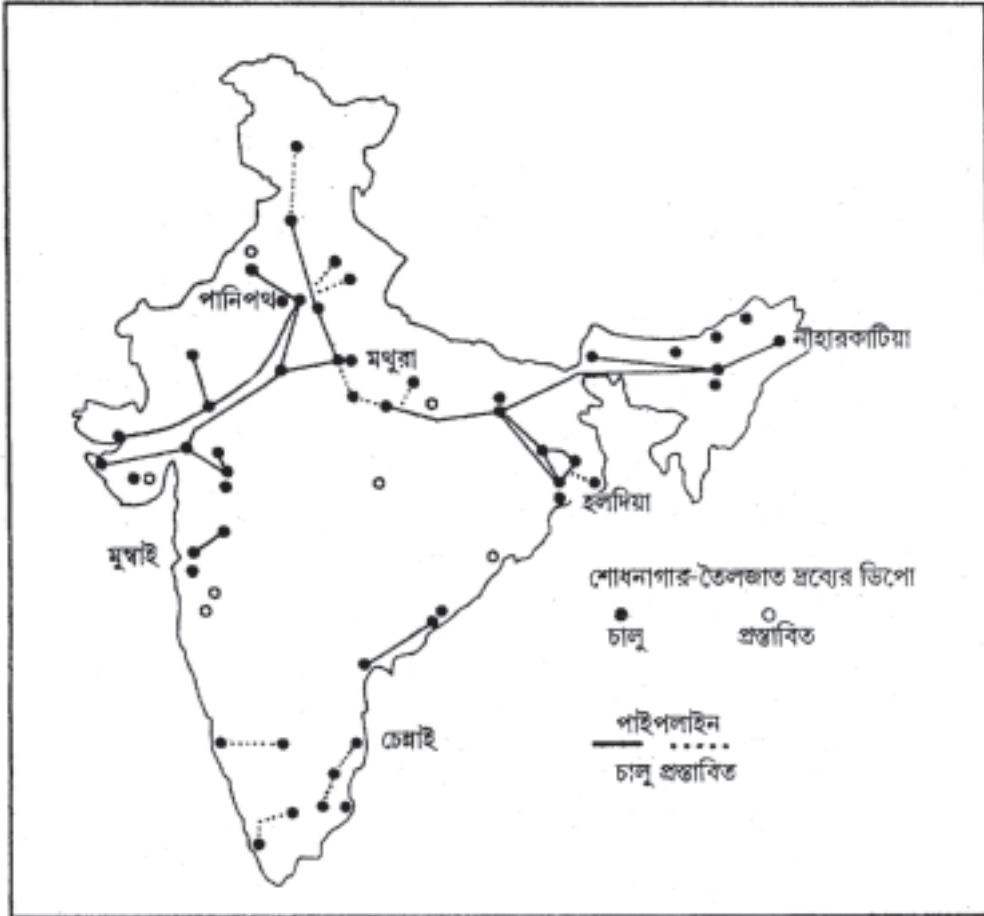 পানিপথ
মথুরা
নাহারকাটিয়া
হলদিয়া
মুম্বাই
শোধনাগার-তৈলজাত দ্রব্যের ডিপো
চালু প্রস্তাবিত
চেন্নাই
পাইপলাইন
চালু প্রস্তাবিত